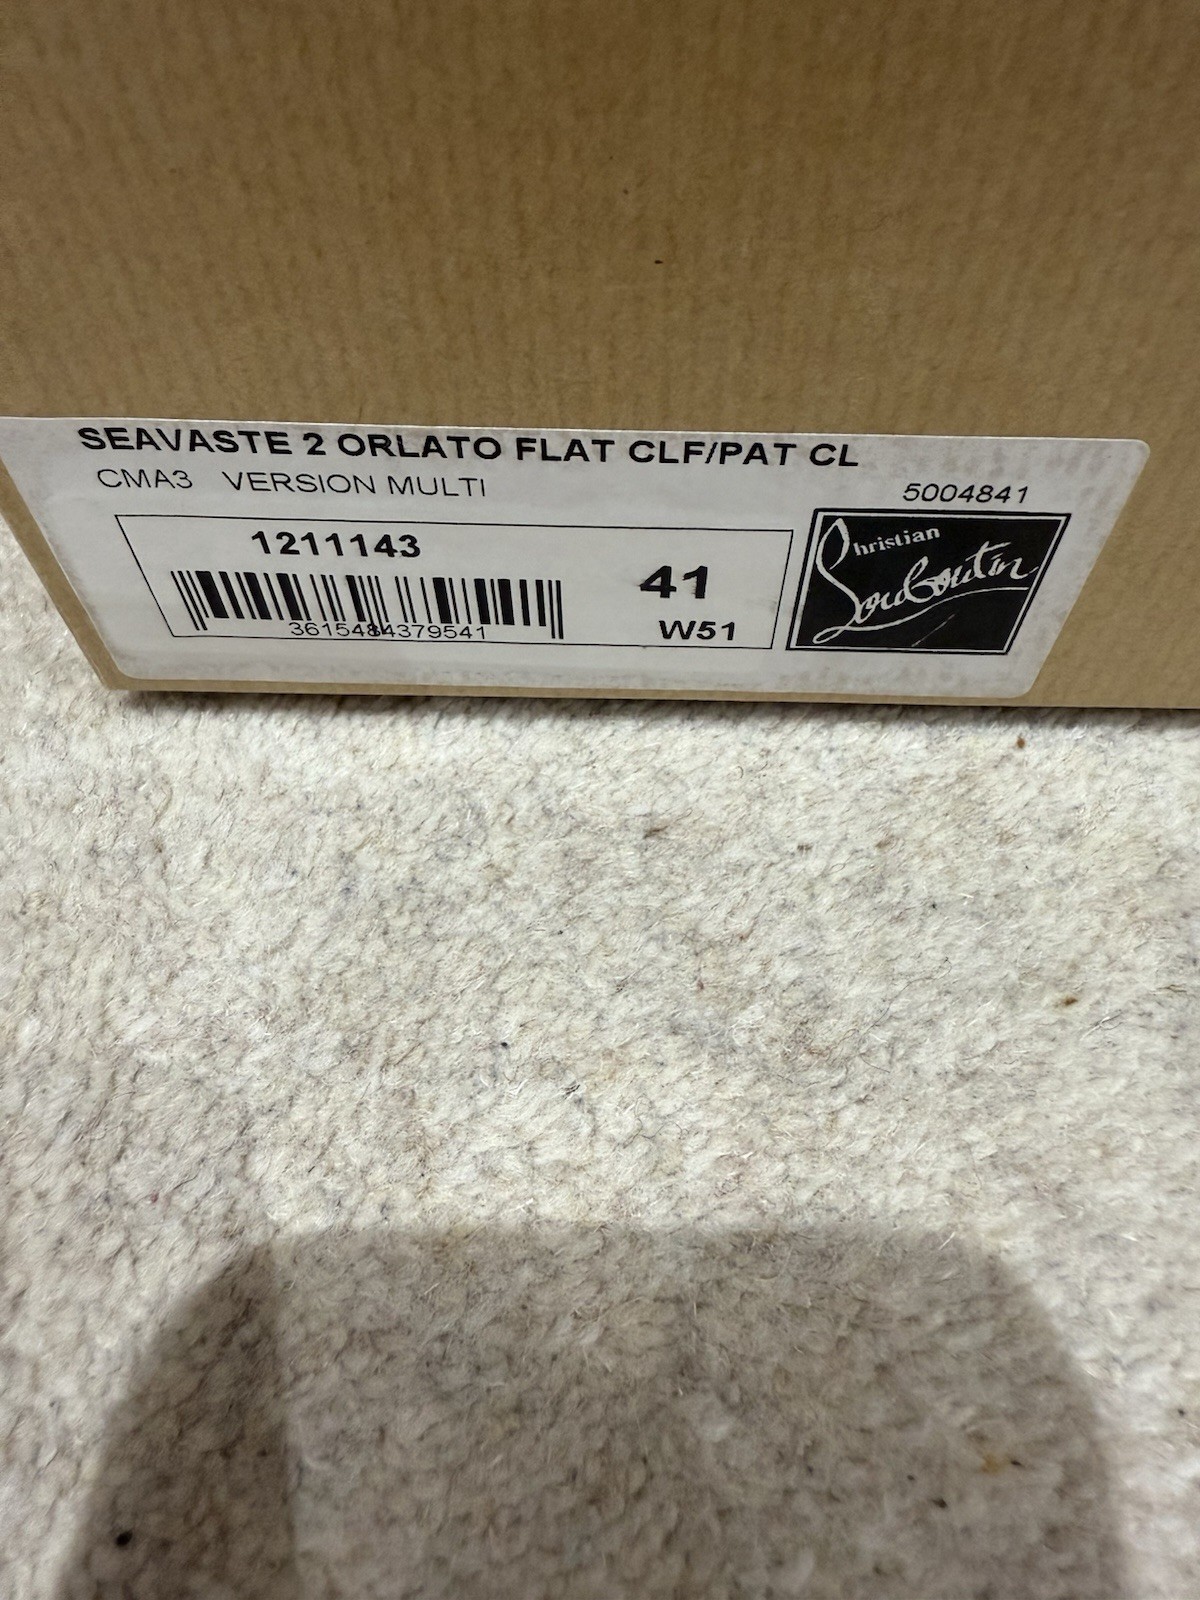 SEAVASTE 2 ORLATO FLAT CLF/PAT CL
CMA3 VERSION MULTI
5004841
1211143
3615484379541
41
W51
Christian
Louboutin